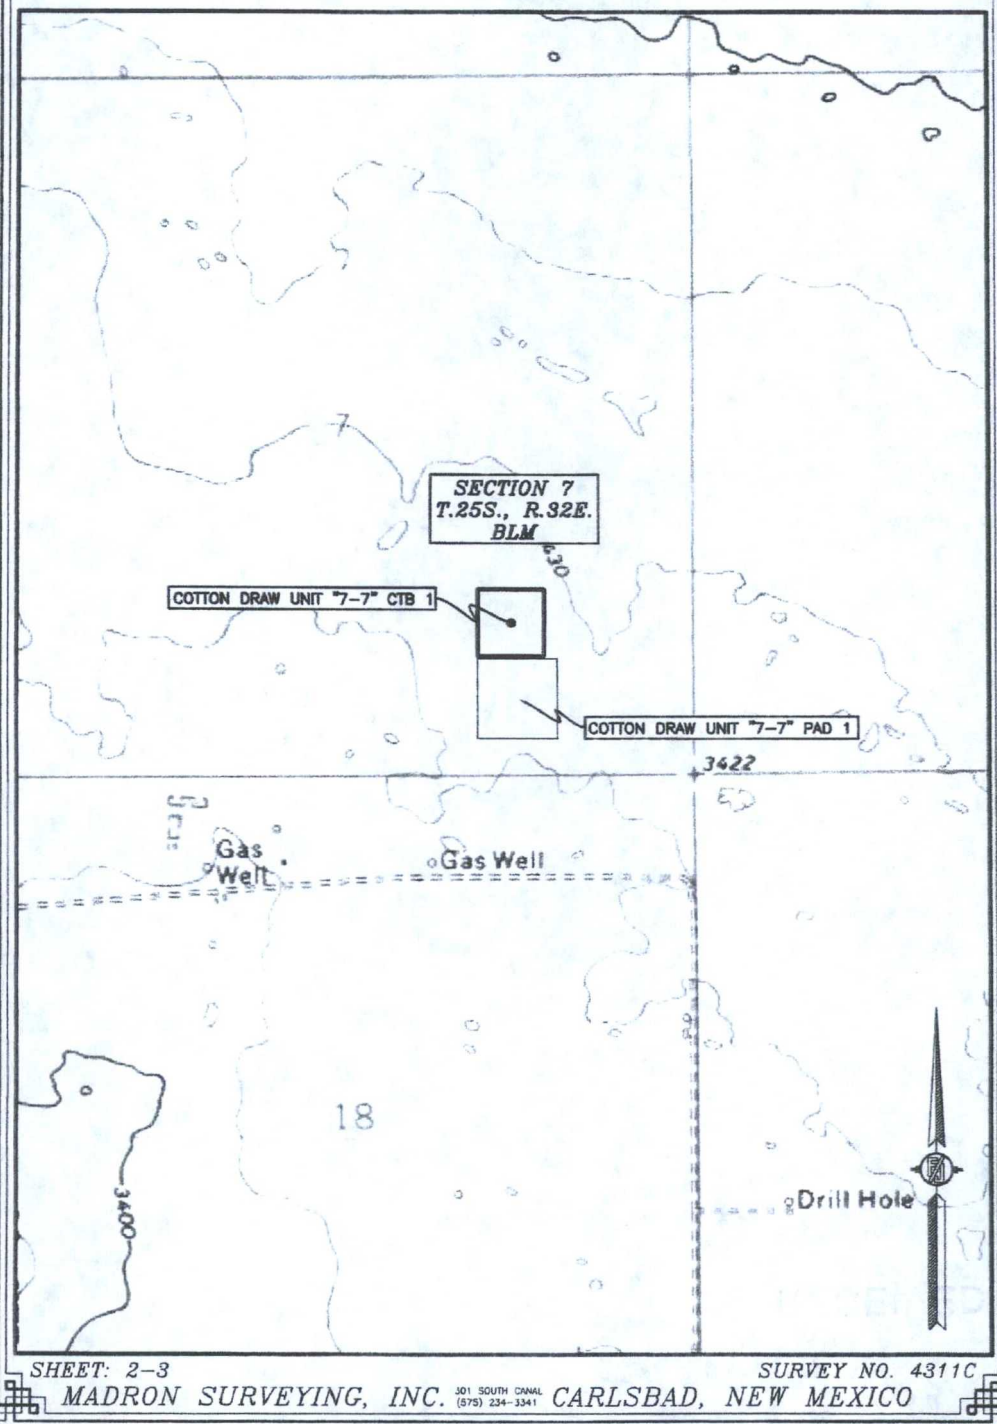 7
SECTION 7
T.25S., R.32E.
BLM
430
COTTON DRAW UNIT "7-7" CTB 1
COTTON DRAW UNIT "7-7" PAD 1
3422
Gas
Well
Gas Well
18
3400
Drill Hole
SHEET: 2-3
SURVEY NO. 4311C
MADRON SURVEYING, INC. 301 SOUTH CANAL (575) 234-3341 CARLSBAD, NEW MEXICO